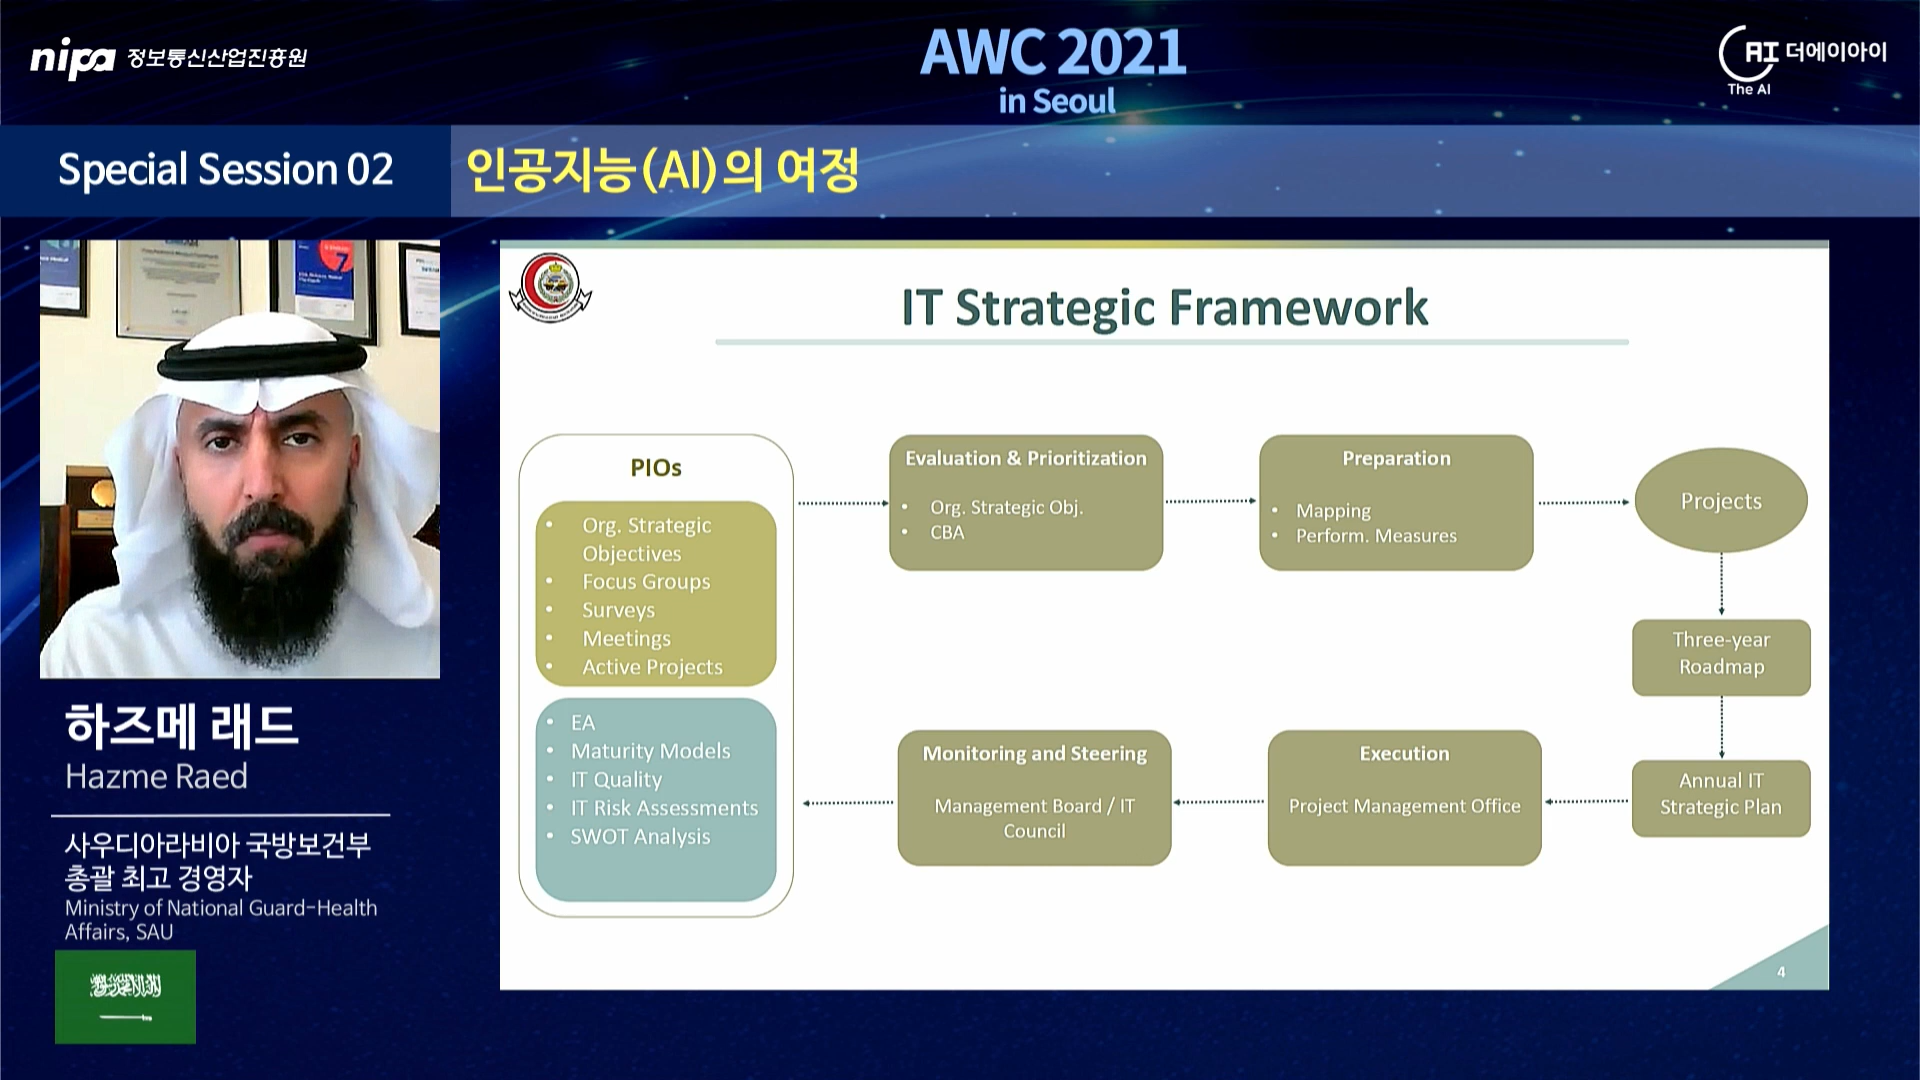 nipa 정보통신산업진흥원
AWC 2021
in Seoul
AI 더에이아이
The AI
Special Session 02
인공지능(AI)의 여정
7
하즈메 래드
Hazme Raed
사우디아라비아 국방보건부
총괄 최고 경영자
Ministry of National Guard-Health
Affairs, SAU
IT Strategic Framework
PIOs
• Org. Strategic
Objectives
• Focus Groups
• Surveys
• Meetings
• Active Projects
• EA
• Maturity Models
• IT Quality
• IT Risk Assessments
• SWOT Analysis
Evaluation & Prioritization
• Org. Strategic Obj.
• CBA
Preparation
• Mapping
• Perform. Measures
Projects
Three-year
Roadmap
Annual IT
Strategic Plan
Execution
Project Management Office
Monitoring and Steering
Management Board / IT
Council
4